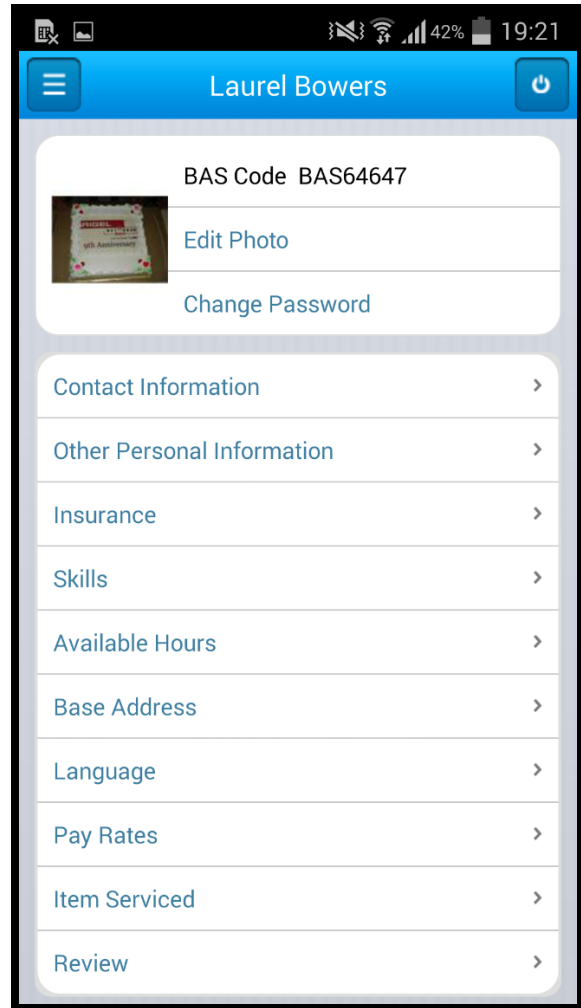 42% 19:21
Laurel Bowers
BAS Code BAS64647
9th Anniversary
Edit Photo
Change Password
Contact Information
Other Personal Information
Insurance
Skills
Available Hours
Base Address
Language
Pay Rates
Item Serviced
Review